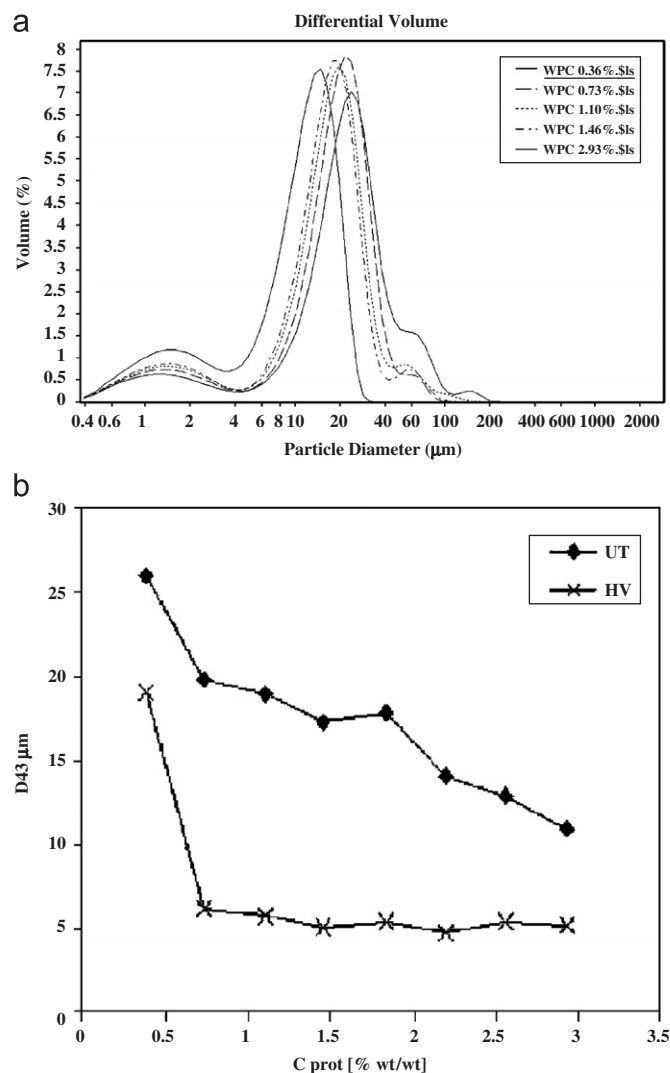 a
Differential Volume
8
7.5
7
6.5
6
5.5
5
4.5
4
3.5
3
2.5
2
1.5
1
0.5
0
Volume (%)
WPC 0.36%.$ls
WPC 0.73%.$ls
WPC 1.10%.$ls
WPC 1.46%.$ls
WPC 2.93%.$ls
0.4 0.6 1 2 4 6 8 10 20 40 60 100 200 400 600 1000 2000
Particle Diameter (μm)
b
30
25
20
15
10
5
0
D43 μm
UT
HV
0 0.5 1 1.5 2 2.5 3 3.5
C prot [% wt/wt]